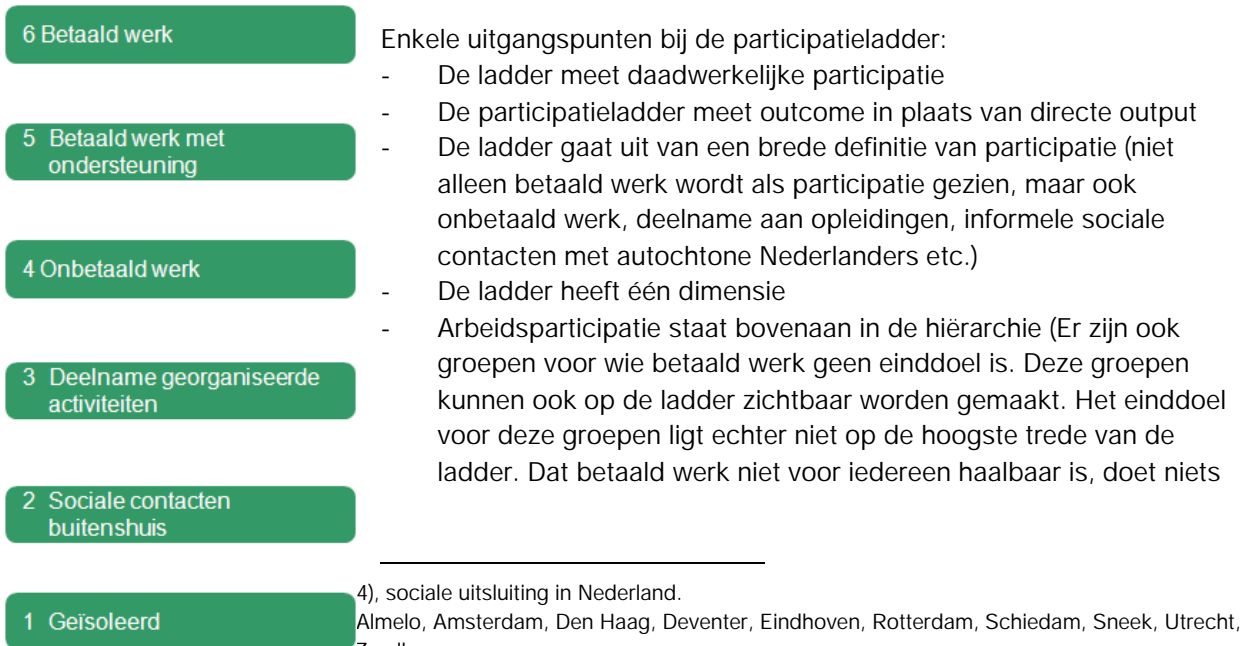 6 Betaald werk
5 Betaald werk met
ondersteuning
4 Onbetaald werk
3 Deelname georganiseerde
activiteiten
2 Sociale contacten
buitenshuis
1 Geïsoleerd
Enkele uitgangspunten bij de participatieladder:
- De ladder meet daadwerkelijke participatie
- De participatieladder meet outcome in plaats van directe output
- De ladder gaat uit van een brede definitie van participatie (niet
alleen betaald werk wordt als participatie gezien, maar ook
onbetaald werk, deelname aan opleidingen, informele sociale
contacten met autochtone Nederlanders etc.)
- De ladder heeft één dimensie
- Arbeidsparticipatie staat bovenaan in de hiërarchie (Er zijn ook
groepen voor wie betaald werk geen einddoel is. Deze groepen
kunnen ook op de ladder zichtbaar worden gemaakt. Het einddoel
voor deze groepen ligt echter niet op de hoogste trede van de
ladder. Dat betaald werk niet voor iedereen haalbaar is, doet niets
4), sociale uitsluiting in Nederland.
Almelo, Amsterdam, Den Haag, Deventer, Eindhoven, Rotterdam, Schiedam, Sneek, Utrecht,